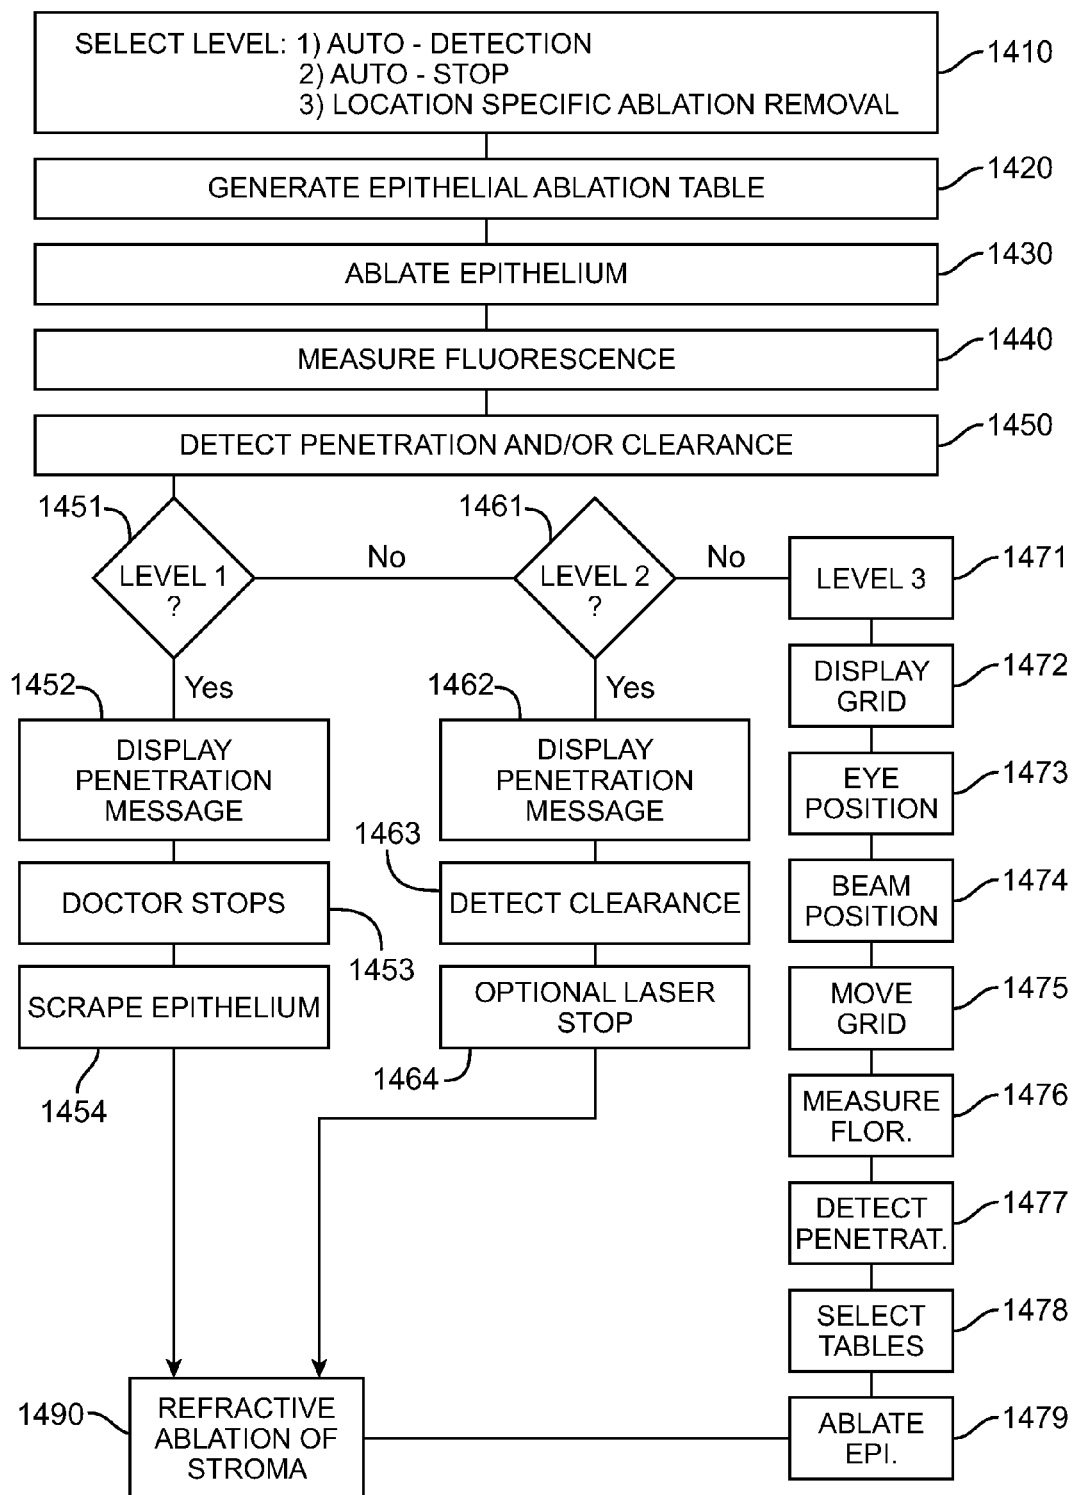 SELECT LEVEL: 1) AUTO - DETECTION
2) AUTO - STOP
3) LOCATION SPECIFIC ABLATION REMOVAL
1410
GENERATE EPITHELIAL ABLATION TABLE
1420
ABLATE EPITHELIUM
1430
MEASURE FLUORESCENCE
1440
DETECT PENETRATION AND/OR CLEARANCE
1450
1451
LEVEL 1
?
No
Yes
1452
DISPLAY
PENETRATION
MESSAGE
DOCTOR STOPS
1453
SCRAPE EPITHELIUM
1454
1461
LEVEL 2
?
No
Yes
1462
DISPLAY
PENETRATION
MESSAGE
1463
DETECT CLEARANCE
OPTIONAL LASER
STOP
1464
LEVEL 3
1471
DISPLAY
GRID
1472
EYE
POSITION
1473
BEAM
POSITION
1474
MOVE
GRID
1475
MEASURE
FLOR.
1476
DETECT
PENETRAT.
1477
SELECT
TABLES
1478
ABLATE
EPI.
1479
1490
REFRACTIVE
ABLATION OF
STROMA